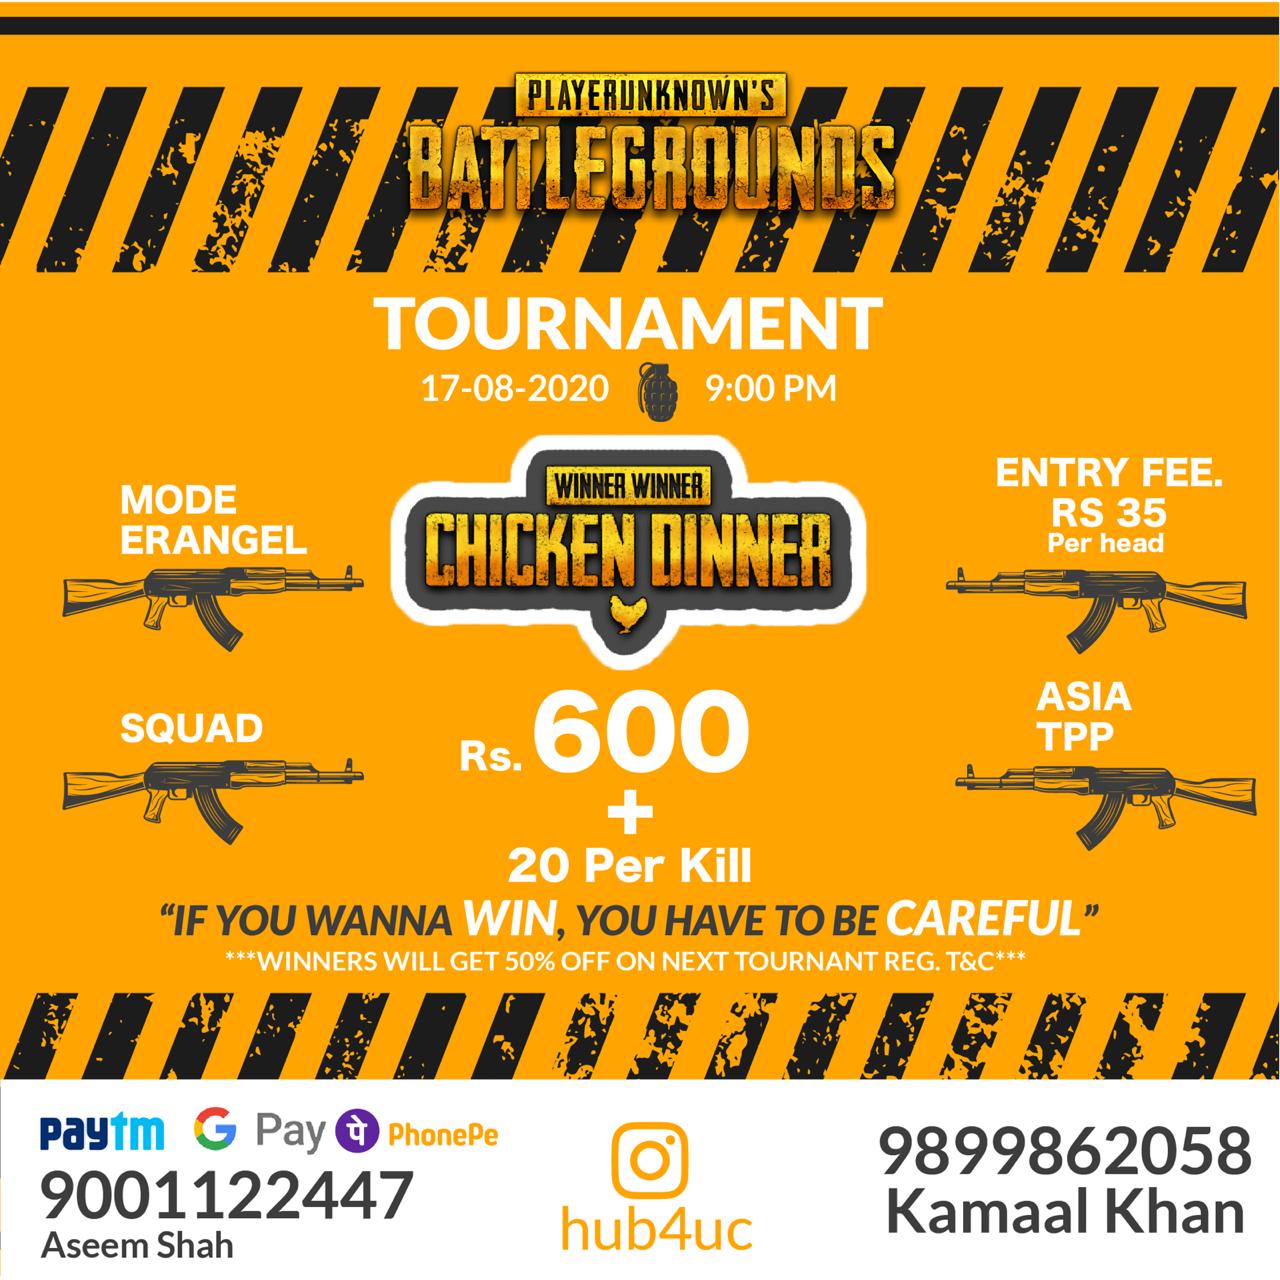 PLAYERUNKNOWN'S
BATTLEGROUNDS
TOURNAMENT
17-08-2020 9:00 PM
WINNER WINNER
CHICKEN DINNER
MODE
ERANGEL
ENTRY FEE.
RS 35
Per head
SQUAD
ASIA
TPP
Rs. 600
+
20 Per Kill
“IF YOU WANNA WIN, YOU HAVE TO BE CAREFUL”
***WINNERS WILL GET 50% OFF ON NEXT TOURNANT REG. T&C***
paytm G Pay पे PhonePe
9001122447
Aseem Shah
hub4uc
9899862058
Kamaal Khan